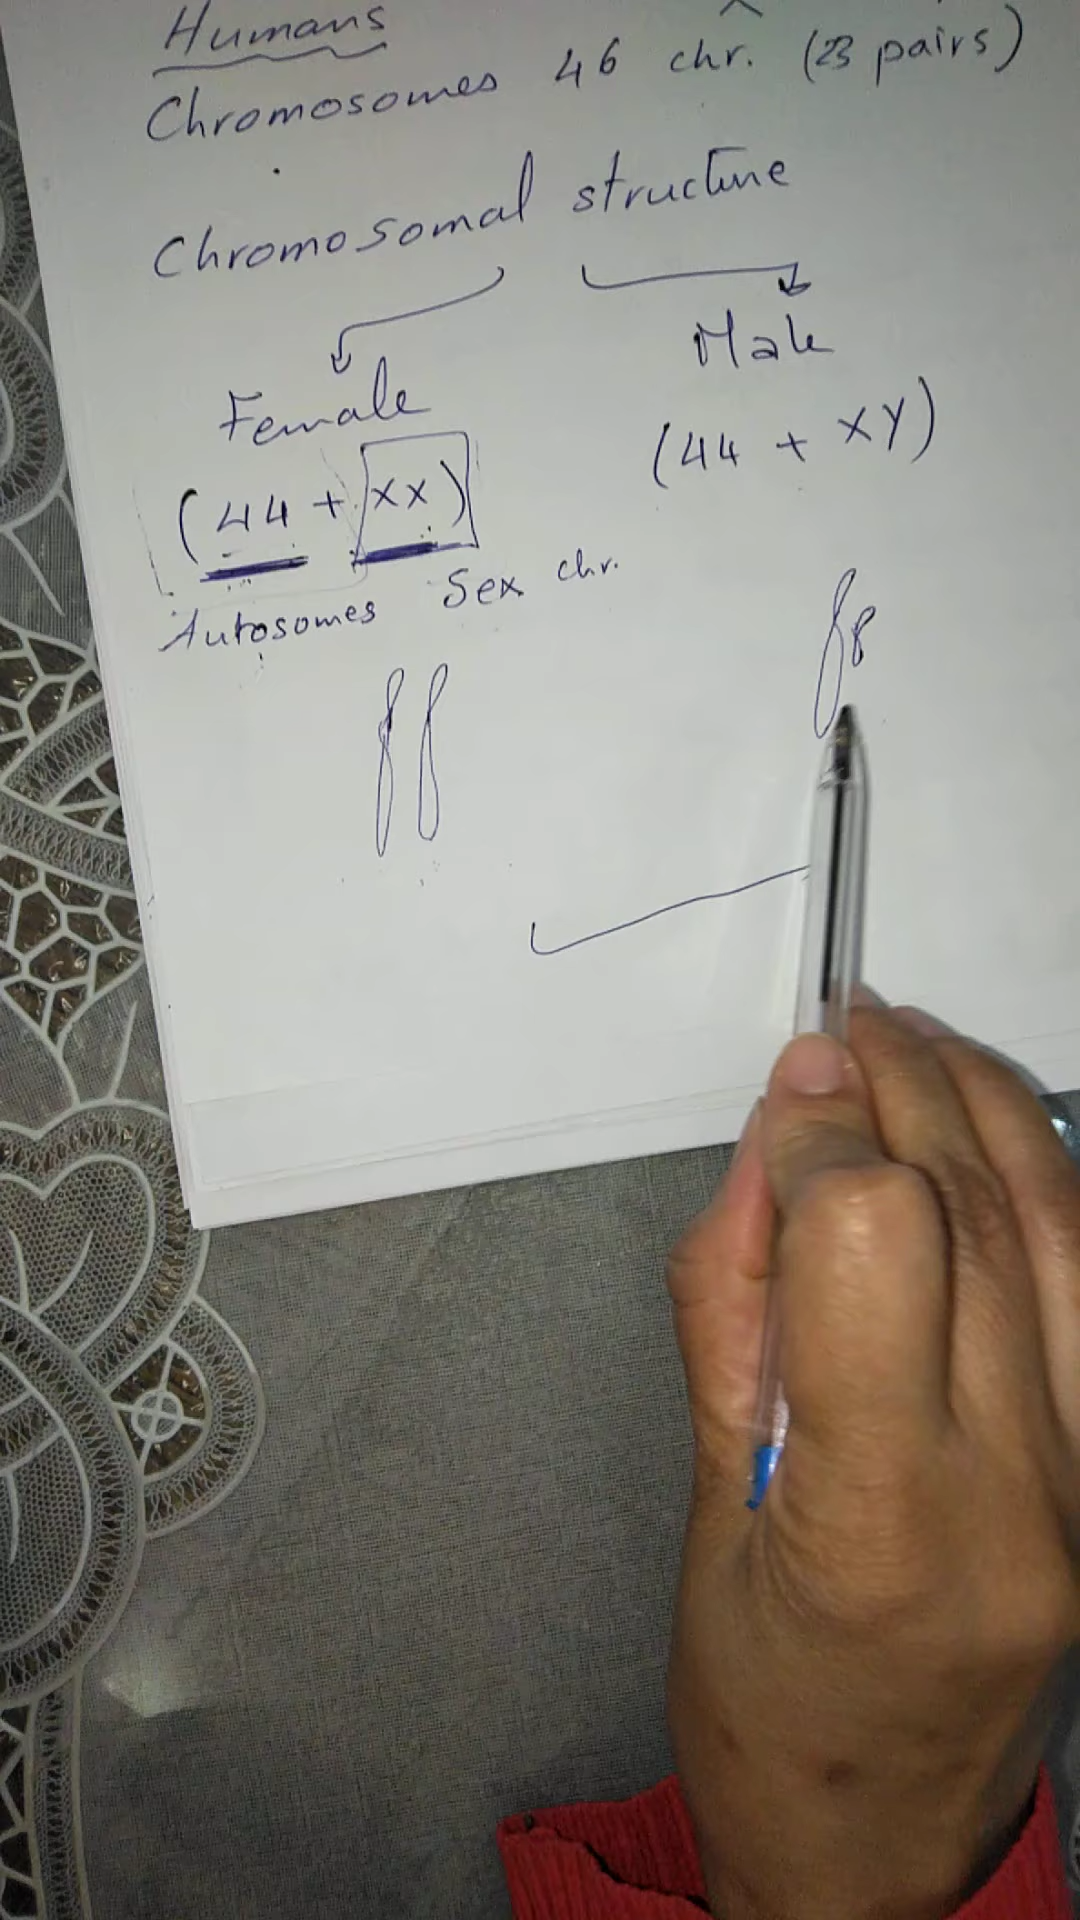 Humans
Chromosomes 46 chr. (23 pairs)
Chromosomal structure
Female
Male
(44 + xx)
(44 + XY)
Autosomes Sex chr.